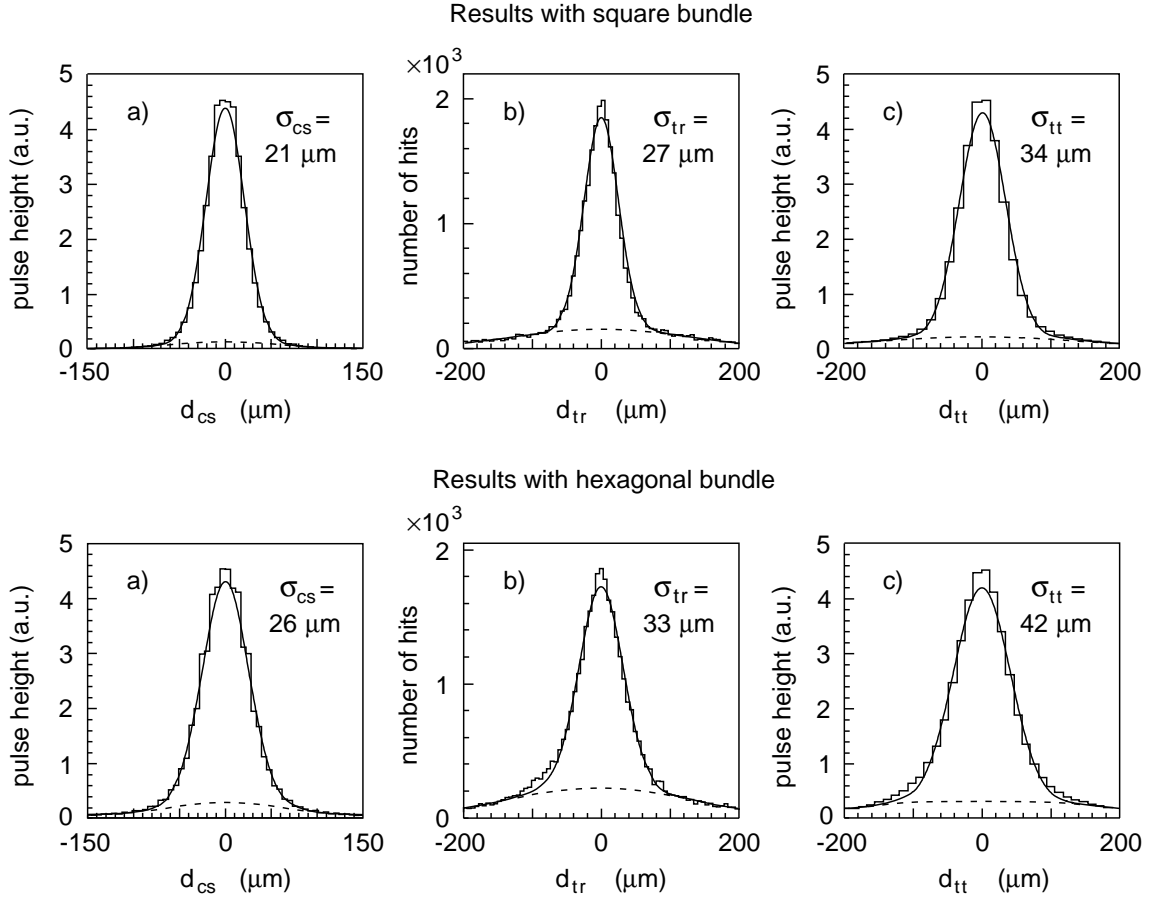 Results with square bundle
a)
σcs =
21 μm
pulse height (a.u.)
5
4
3
2
1
0
-150 0 150
dcs (μm)
×10³
b)
σtr =
27 μm
number of hits
2
1
0
-200 0 200
dtr (μm)
c)
σtt =
34 μm
pulse height (a.u.)
5
4
3
2
1
0
-200 0 200
dtt (μm)
Results with hexagonal bundle
a)
σcs =
26 μm
pulse height (a.u.)
5
4
3
2
1
0
-150 0 150
dcs (μm)
×10³
b)
σtr =
33 μm
number of hits
2
1
0
-200 0 200
dtr (μm)
c)
σtt =
42 μm
pulse height (a.u.)
5
4
3
2
1
0
-200 0 200
dtt (μm)